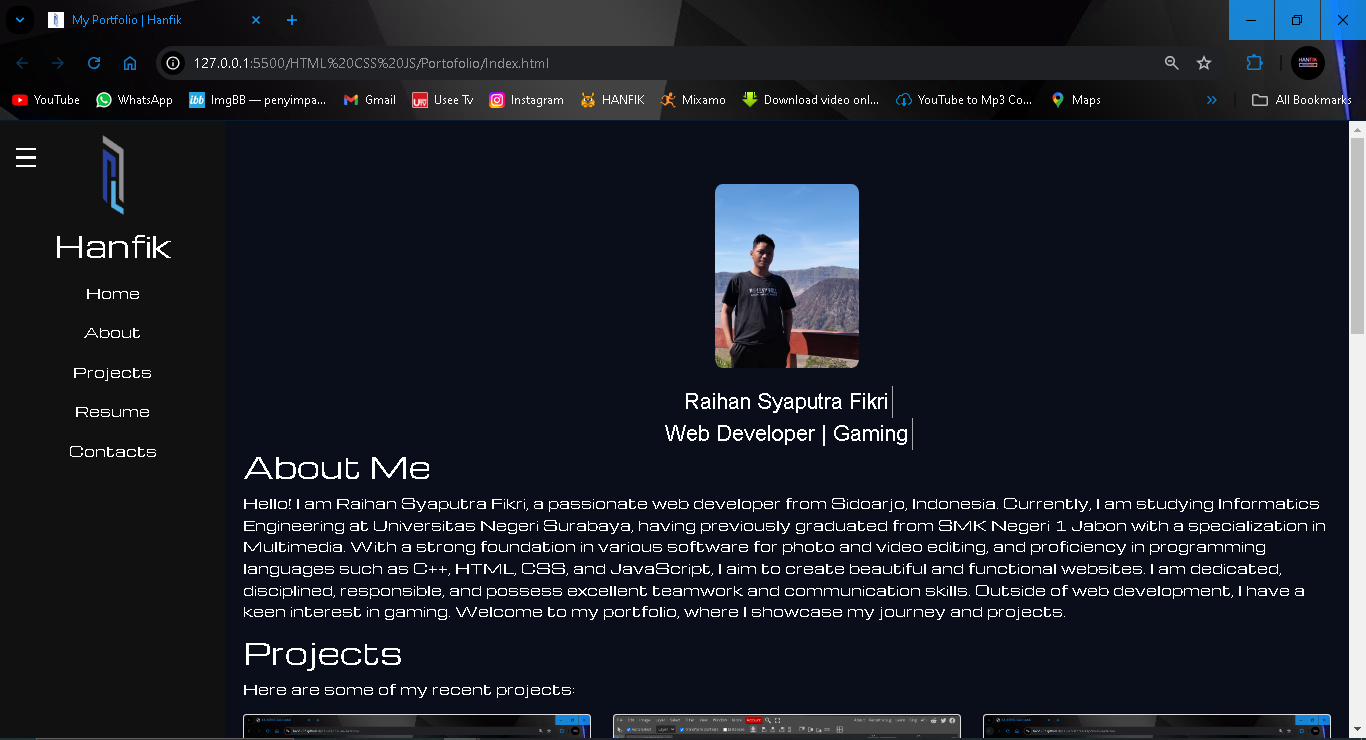 My Portfolio | Hanfik
127.0.0.1:5500/HTML%20CSS%20JS/Portofolio/Index.html
YouTube WhatsApp ImgBB — penyimpa... Gmail Usee Tv Instagram HANFIK Mixamo Download video onl... YouTube to Mp3 Co... Maps » All Bookmarks
Hanfik
Home
About
Projects
Resume
Contacts
Raihan Syaputra Fikri
Web Developer | Gaming
About Me
Hello! I am Raihan Syaputra Fikri, a passionate web developer from Sidoarjo, Indonesia. Currently, I am studying Informatics
Engineering at Universitas Negeri Surabaya, having previously graduated from SMK Negeri 1 Jabon with a specialization in
Multimedia. With a strong foundation in various software for photo and video editing, and proficiency in programming
languages such as C++, HTML, CSS, and JavaScript, I aim to create beautiful and functional websites. I am dedicated,
disciplined, responsible, and possess excellent teamwork and communication skills. Outside of web development, I have a
keen interest in gaming. Welcome to my portfolio, where I showcase my journey and projects.
Projects
Here are some of my recent projects: